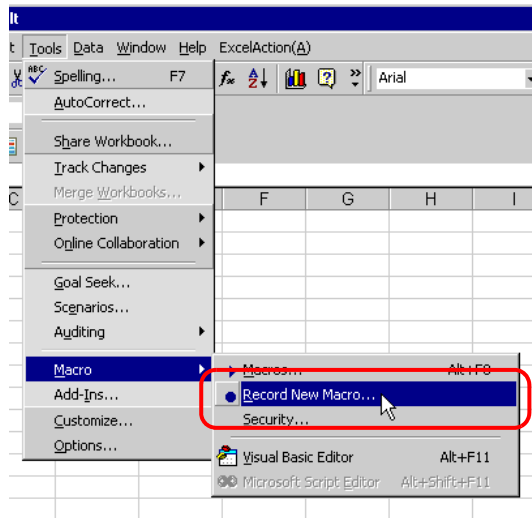 lt
t Tools Data Window Help ExcelAction(A)
ABC Spelling... F7 fx A Z ? » Arial
AutoCorrect...
Share Workbook...
Track Changes
Merge Workbooks...
C F G H I
Protection
Online Collaboration
Goal Seek...
Scenarios...
Auditing
Macro Macros... Alt+F8
Add-Ins... Record New Macro...
Customize... Security...
Options... Visual Basic Editor Alt+F11
Microsoft Script Editor Alt+Shift+F11